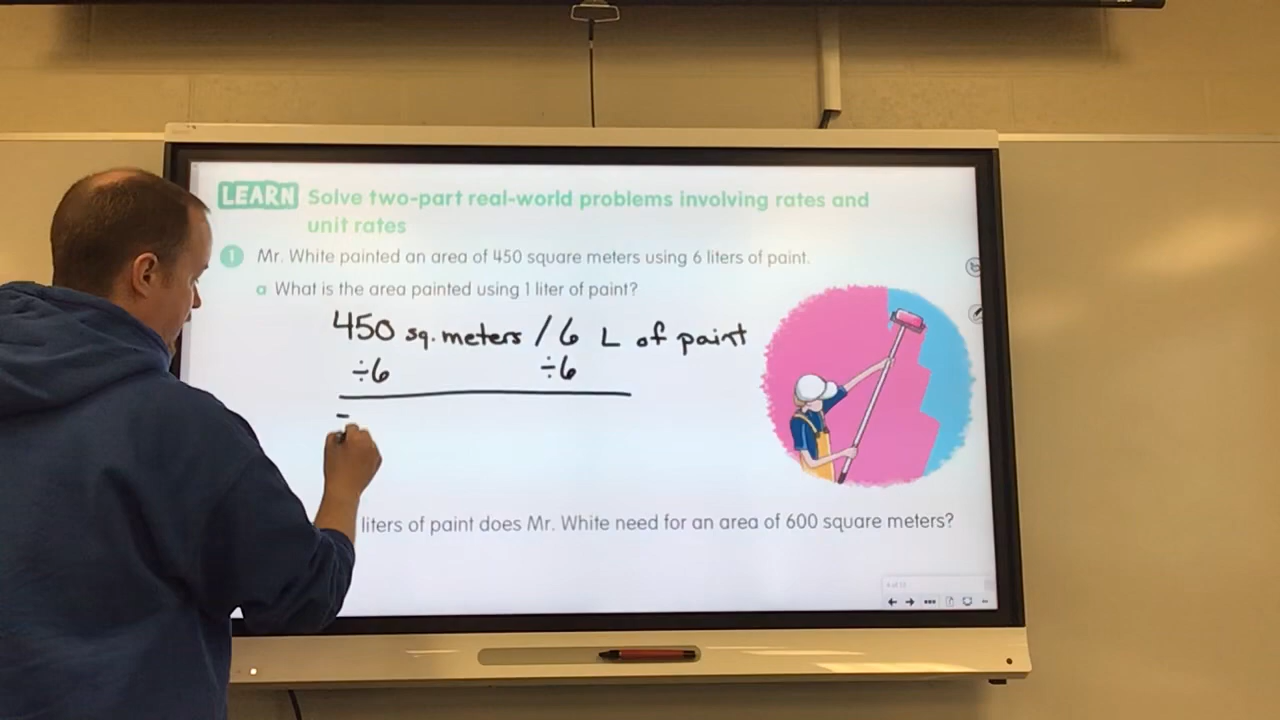 LEARN Solve two-part real-world problems involving rates and
unit rates
1 Mr. White painted an area of 450 square meters using 6 liters of paint.
a What is the area painted using 1 liter of paint?
450 sq. meters / 6 L of paint
÷6 ÷6
liters of paint does Mr. White need for an area of 600 square meters?